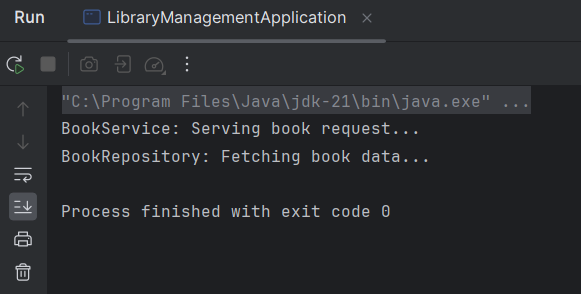 Run LibraryManagementApplication
"C:\Program Files\Java\jdk-21\bin\java.exe" ...
BookService: Serving book request...
BookRepository: Fetching book data...
Process finished with exit code 0